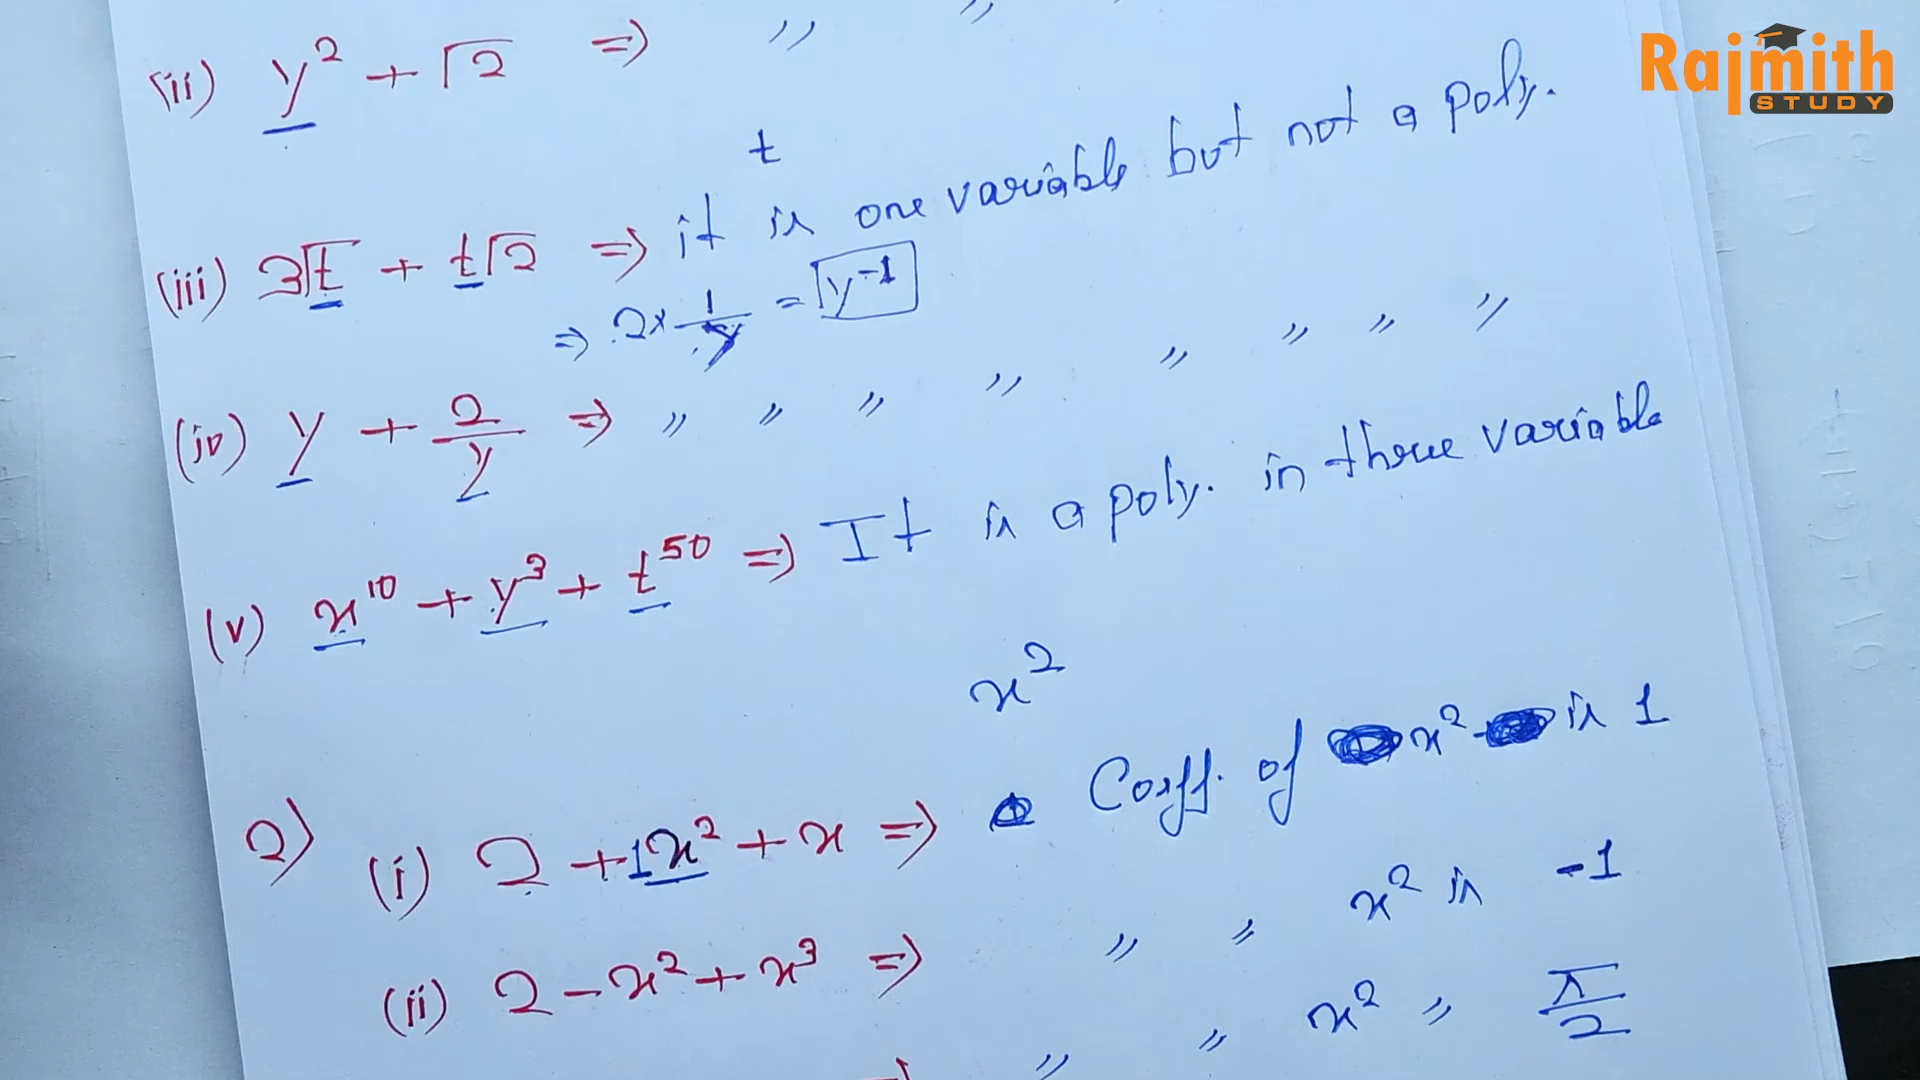 Rajmith
STUDY
(ii) y² + √2 ⇒ " "
t
(iii) 3√t + t√2 ⇒ it is one variable but not a poly.
⇒ 2 × 1/y = y⁻¹
(iv) y + 2/y ⇒ " " " " " " " "
(v) x¹⁰ + y³ + t⁵⁰ ⇒ It is a poly. in three variable
x²
2) (i) 2 + 1x² + x ⇒ Coeff. of x² is 1
(ii) 2 - x² + x³ ⇒ " " x² is -1
" " x² " π/2